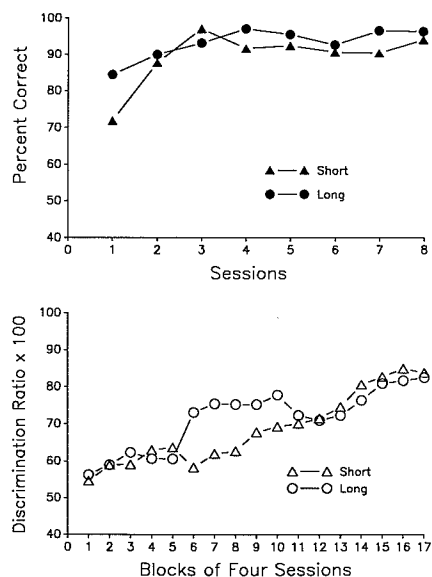 100
90
80
70
60
50
40
Percent Correct
Short
Long
0 1 2 3 4 5 6 7 8
Sessions
100
90
80
70
60
50
40
Discrimination Ratio x 100
Short
Long
0 1 2 3 4 5 6 7 8 9 10 11 12 13 14 15 16 17
Blocks of Four Sessions